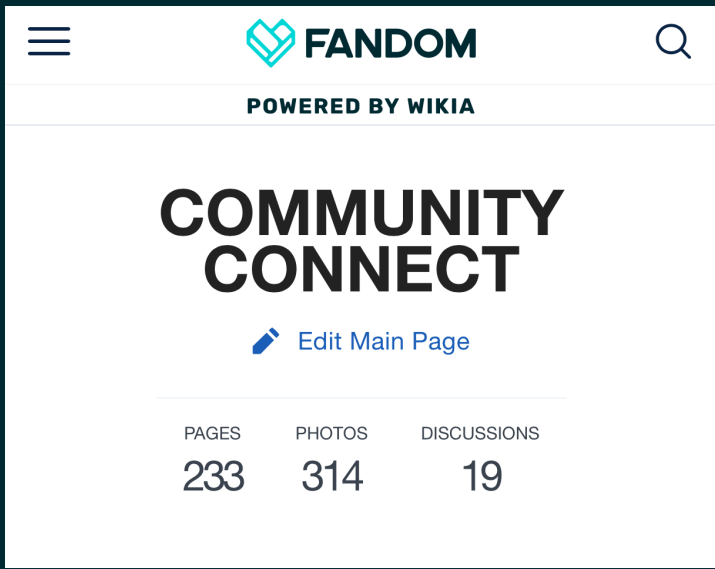 FANDOM
POWERED BY WIKIA
COMMUNITY
CONNECT
Edit Main Page
PAGES PHOTOS DISCUSSIONS
233 314 19